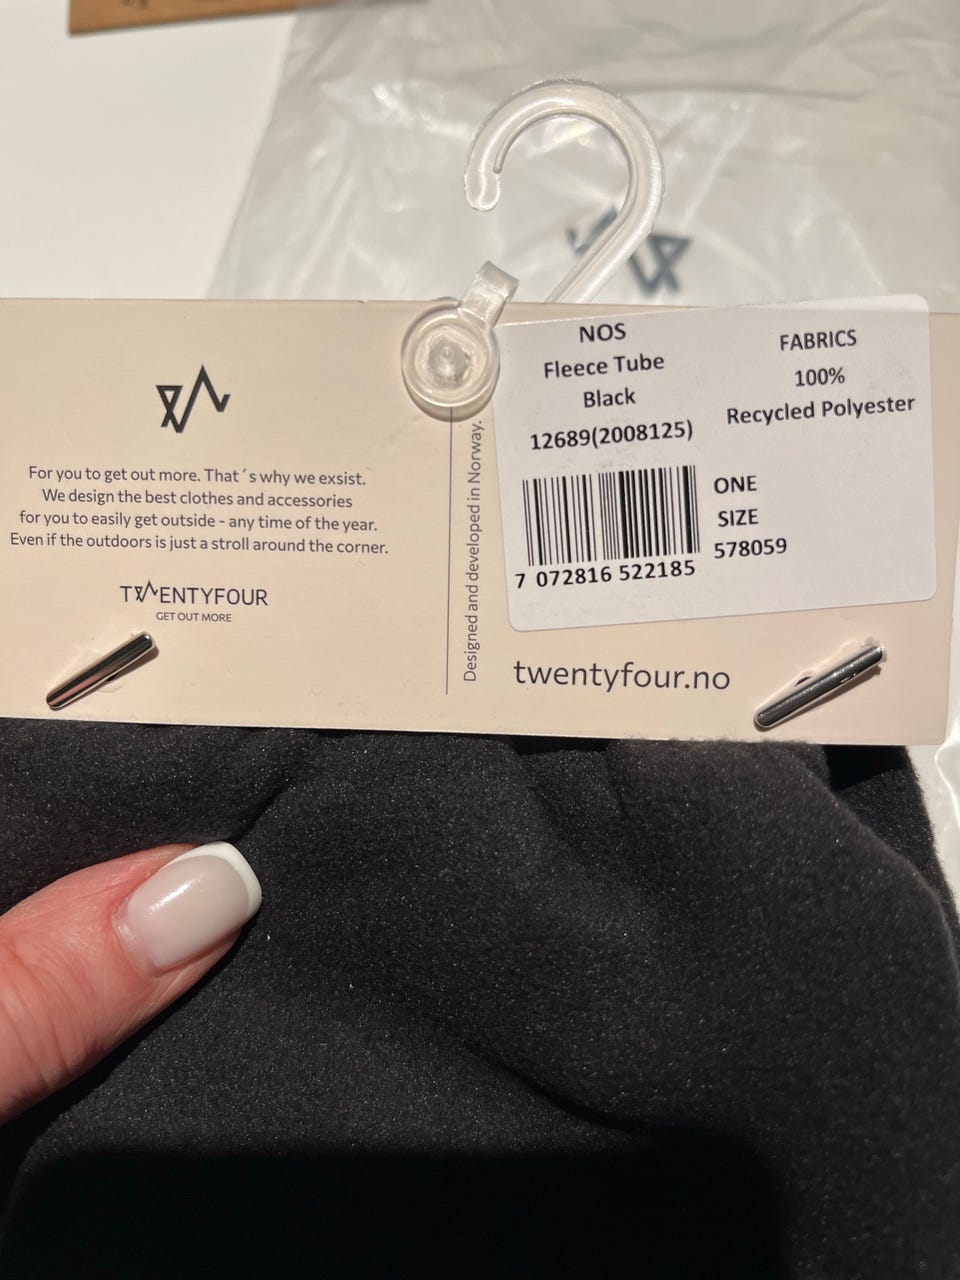 For you to get out more. That´s why we exsist.
We design the best clothes and accessories
for you to easily get outside - any time of the year.
Even if the outdoors is just a stroll around the corner.
TWENTYFOUR
GET OUT MORE
Designed and developed in Norway.
NOS
Fleece Tube
Black
12689(2008125)
7 072816 522185
FABRICS
100%
Recycled Polyester
ONE
SIZE
578059
twentyfour.no